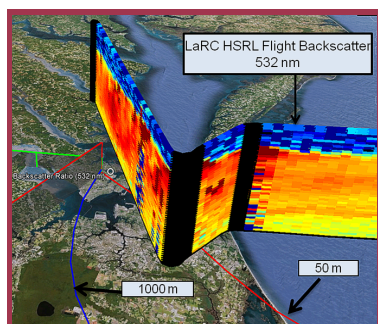 LaRC HSRL Flight Backscatter
532 nm
Backscatter Ratio (532 nm)
50 m
1000 m